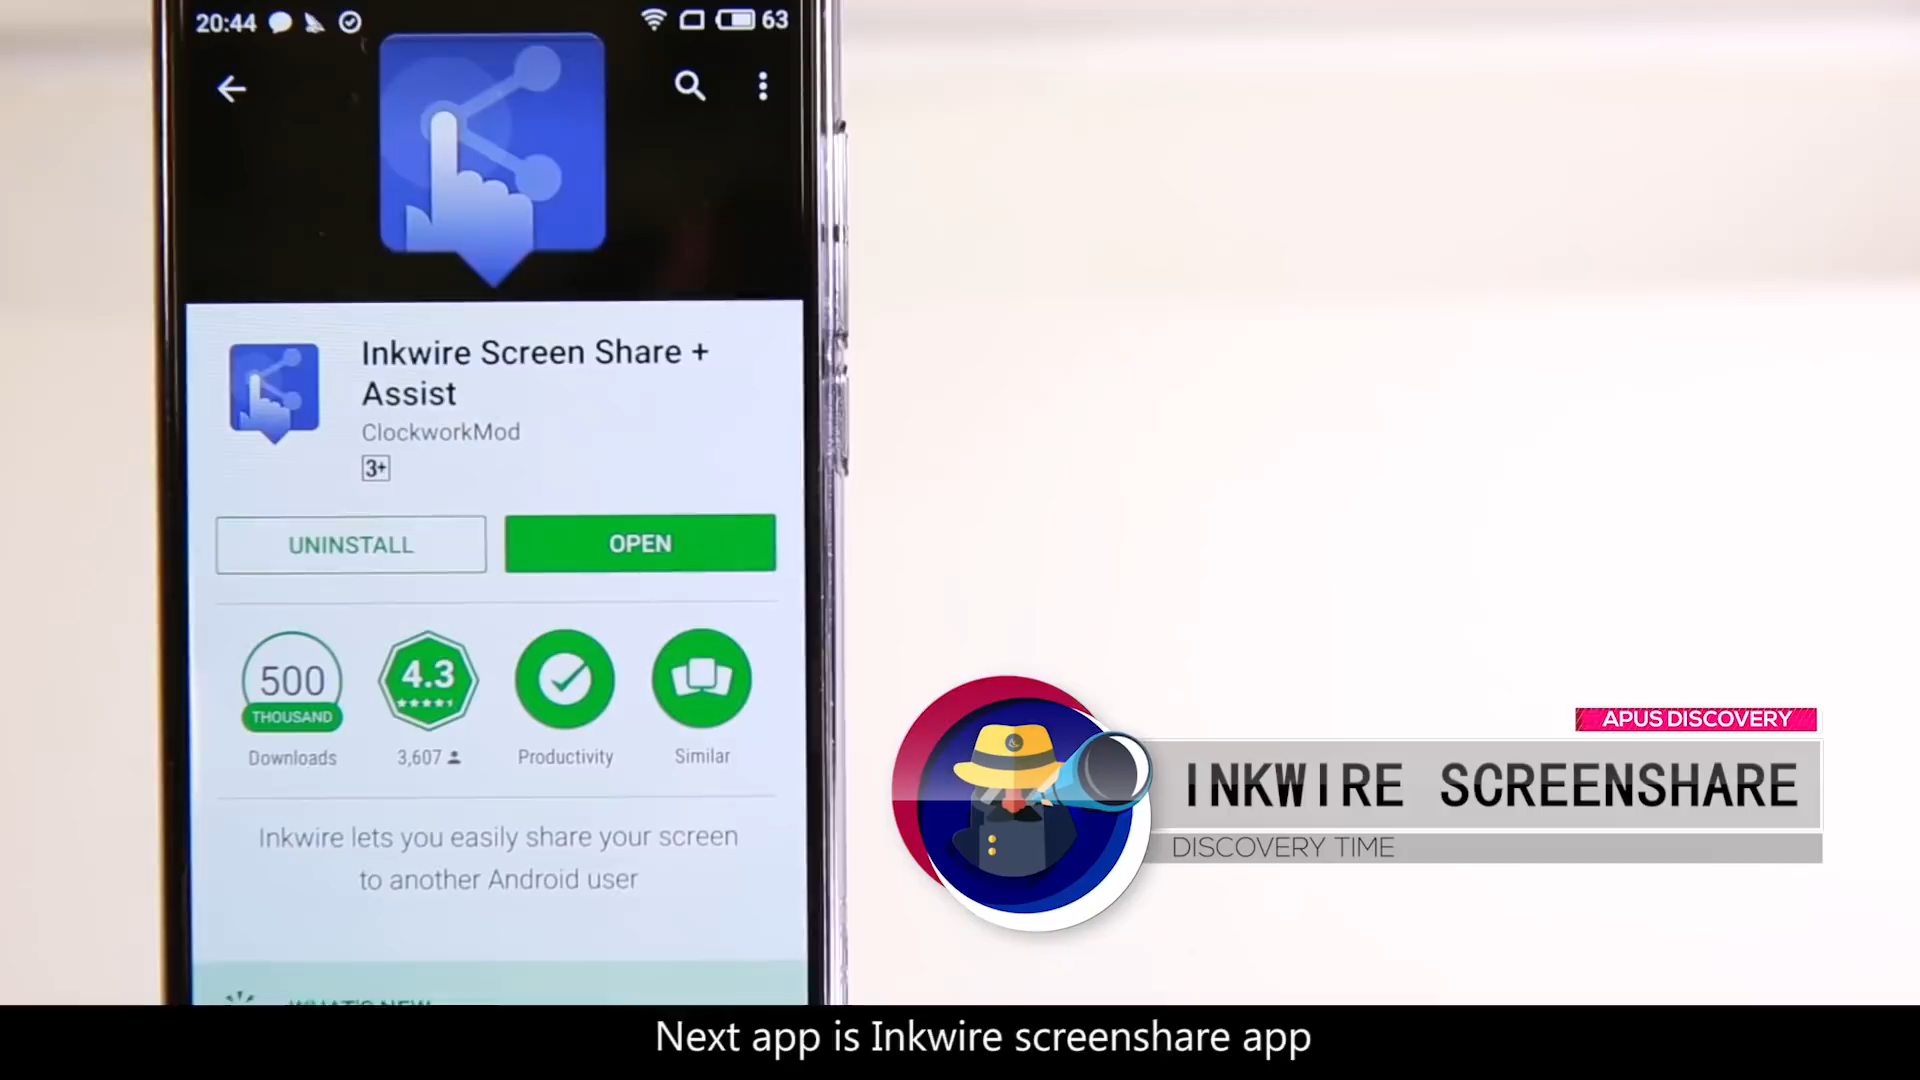 20:44
63
Inkwire Screen Share +
Assist
ClockworkMod
3+
UNINSTALL
OPEN
500
THOUSAND
Downloads
4.3
3,607
Productivity
Similar
Inkwire lets you easily share your screen
to another Android user
WHAT'S NEW
APUS DISCOVERY
INKWIRE SCREENSHARE
DISCOVERY TIME
Next app is Inkwire screenshare app